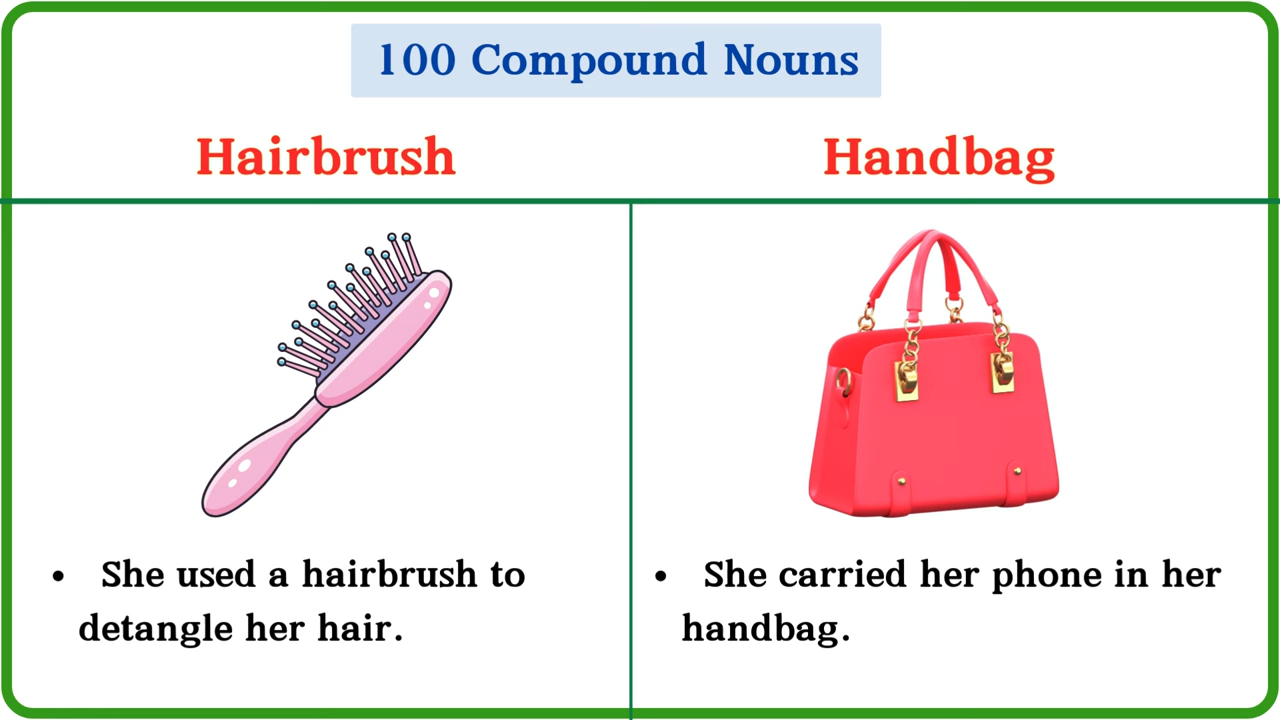 100 Compound Nouns
Hairbrush
Handbag
• She used a hairbrush to
detangle her hair.
• She carried her phone in her
handbag.